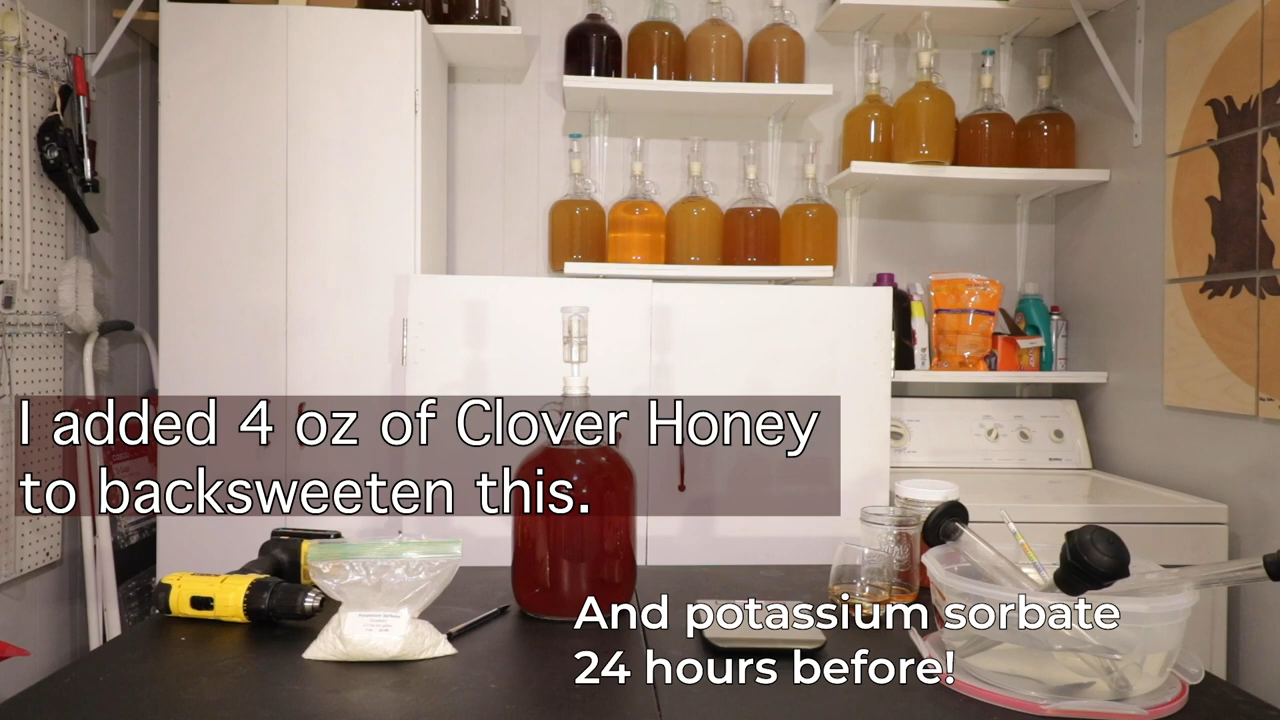 I added 4 oz of Clover Honey
to backsweeten this.
And potassium sorbate
24 hours before!